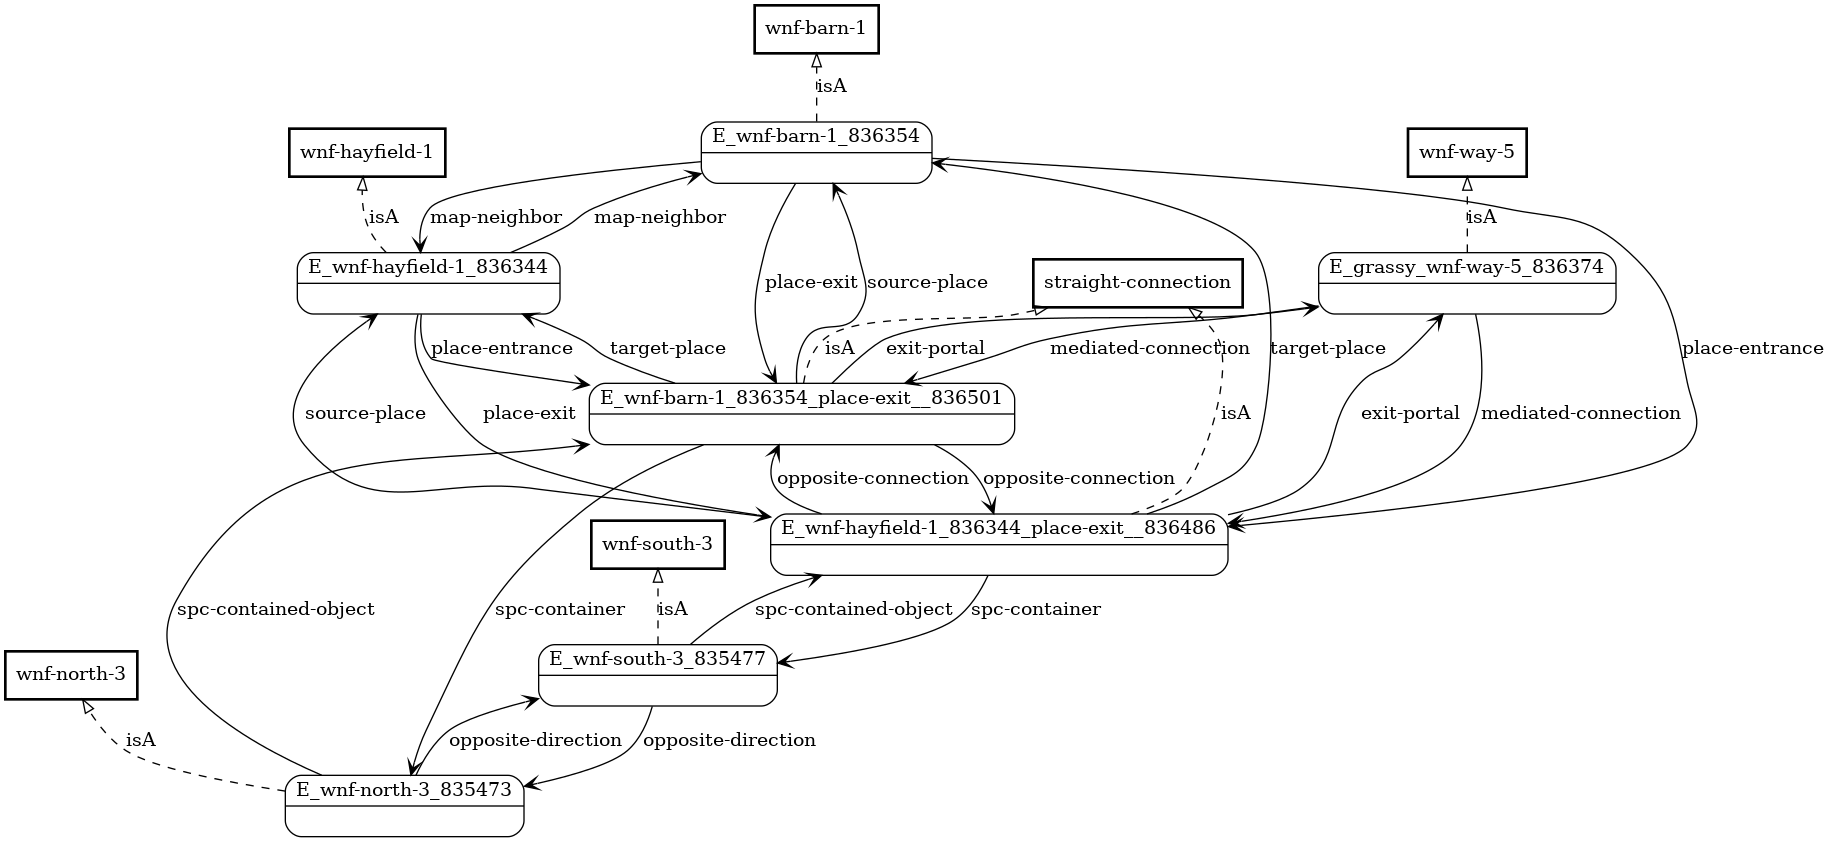 wnf-barn-1
isA
E_wnf-barn-1_836354
wnf-hayfield-1
wnf-way-5
isA
map-neighbor
map-neighbor
isA
E_wnf-hayfield-1_836344
place-exit
source-place
straight-connection
E_grassy_wnf-way-5_836374
place-entrance
target-place
isA
exit-portal
mediated-connection
target-place
place-entrance
E_wnf-barn-1_836354_place-exit__836501
source-place
place-exit
isA
exit-portal
mediated-connection
opposite-connection
opposite-connection
E_wnf-hayfield-1_836344_place-exit__836486
wnf-south-3
spc-contained-object
spc-container
isA
spc-contained-object
spc-container
E_wnf-south-3_835477
wnf-north-3
isA
opposite-direction
opposite-direction
E_wnf-north-3_835473